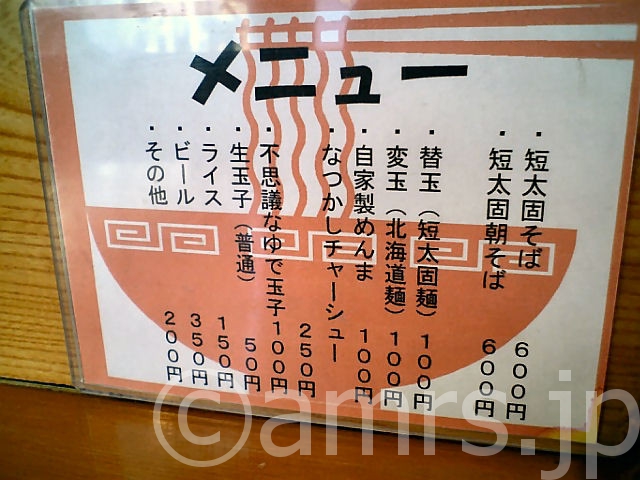 メニュー
・短太固そば 600円
・短太固朝そば 600円
・替玉（短太固麺）100円
・変玉（北海道麺）100円
・自家製めんま 100円
・なつかしチャーシュー 250円
・不思議なゆで玉子 100円
・生玉子（普通） 50円
・ライス 150円
・ビール 350円
・その他 200円
©amrs.jp